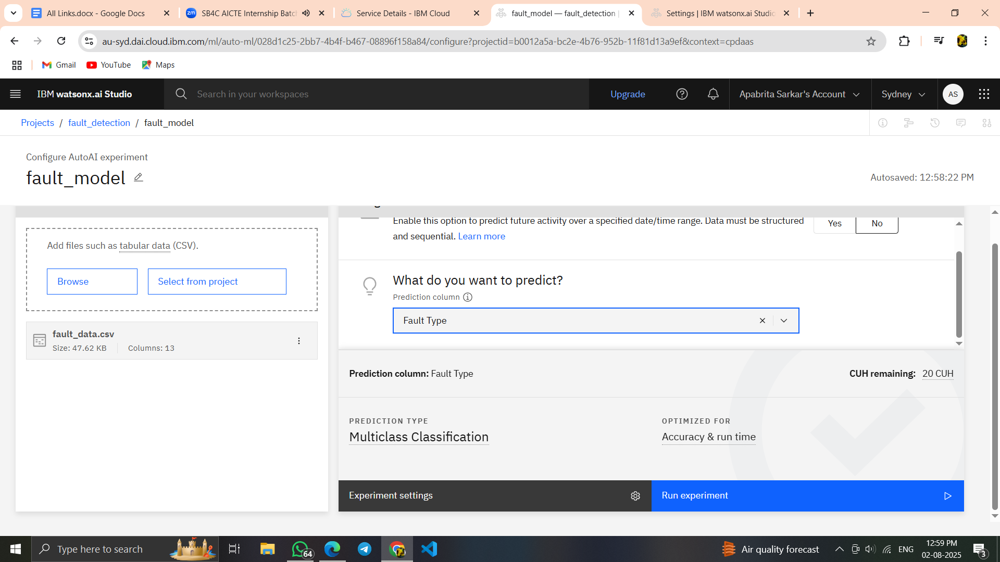 All Links.docx - Google Docs
SB4C AICTE Internship Batc
Service Details - IBM Cloud
fault_model — fault_detection |
Settings | IBM watsonx.ai Studio
au-syd.dai.cloud.ibm.com/ml/auto-ml/028d1c25-2bb7-4b4f-b467-08896f158a84/configure?projectid=b0012a5a-bc2e-4b76-952b-11f81d13a9ef&context=cpdaas
Gmail
YouTube
Maps
IBM watsonx.ai Studio
Search in your workspaces
Upgrade
Apabrita Sarkar's Account
Sydney
AS
Projects / fault_detection / fault_model
Configure AutoAI experiment
fault_model
Autosaved: 12:58:22 PM
Add files such as tabular data (CSV).
Browse
Select from project
fault_data.csv
Size: 47.62 KB
Columns: 13
Enable this option to predict future activity over a specified date/time range. Data must be structured
and sequential. Learn more
Yes
No
What do you want to predict?
Prediction column
Fault Type
Prediction column: Fault Type
CUH remaining: 20 CUH
PREDICTION TYPE
Multiclass Classification
OPTIMIZED FOR
Accuracy & run time
Experiment settings
Run experiment
Type here to search
64
Air quality forecast
ENG
12:59 PM
02-08-2025
3